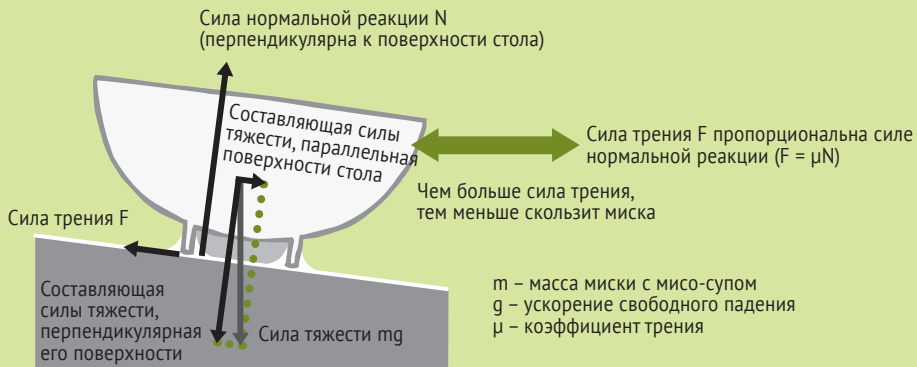 Сила нормальной реакции N
(перпендикулярна к поверхности стола)
Составляющая силы
тяжести, параллельная
поверхности стола
Сила трения F пропорциональна силе
нормальной реакции (F = µN)
Чем больше сила трения,
тем меньше скользит миска
Сила трения F
Составляющая
силы тяжести,
перпендикулярная
его поверхности
Сила тяжести mg
m – масса миски с мисо-супом
g – ускорение свободного падения
µ – коэффициент трения